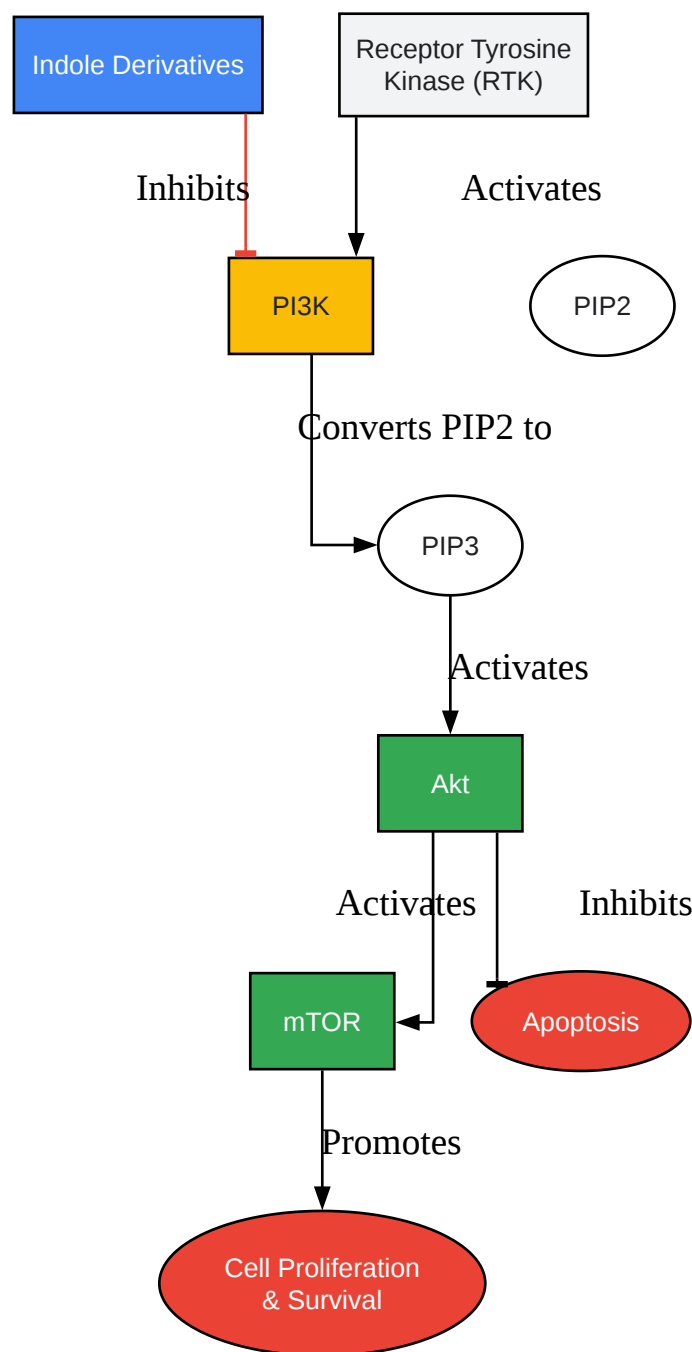 Indole Derivatives
Receptor Tyrosine
Kinase (RTK)
Inhibits
Activates
PI3K
PIP2
Converts PIP2 to
PIP3
Activates
Akt
Activates
Inhibits
mTOR
Apoptosis
Promotes
Cell Proliferation
& Survival